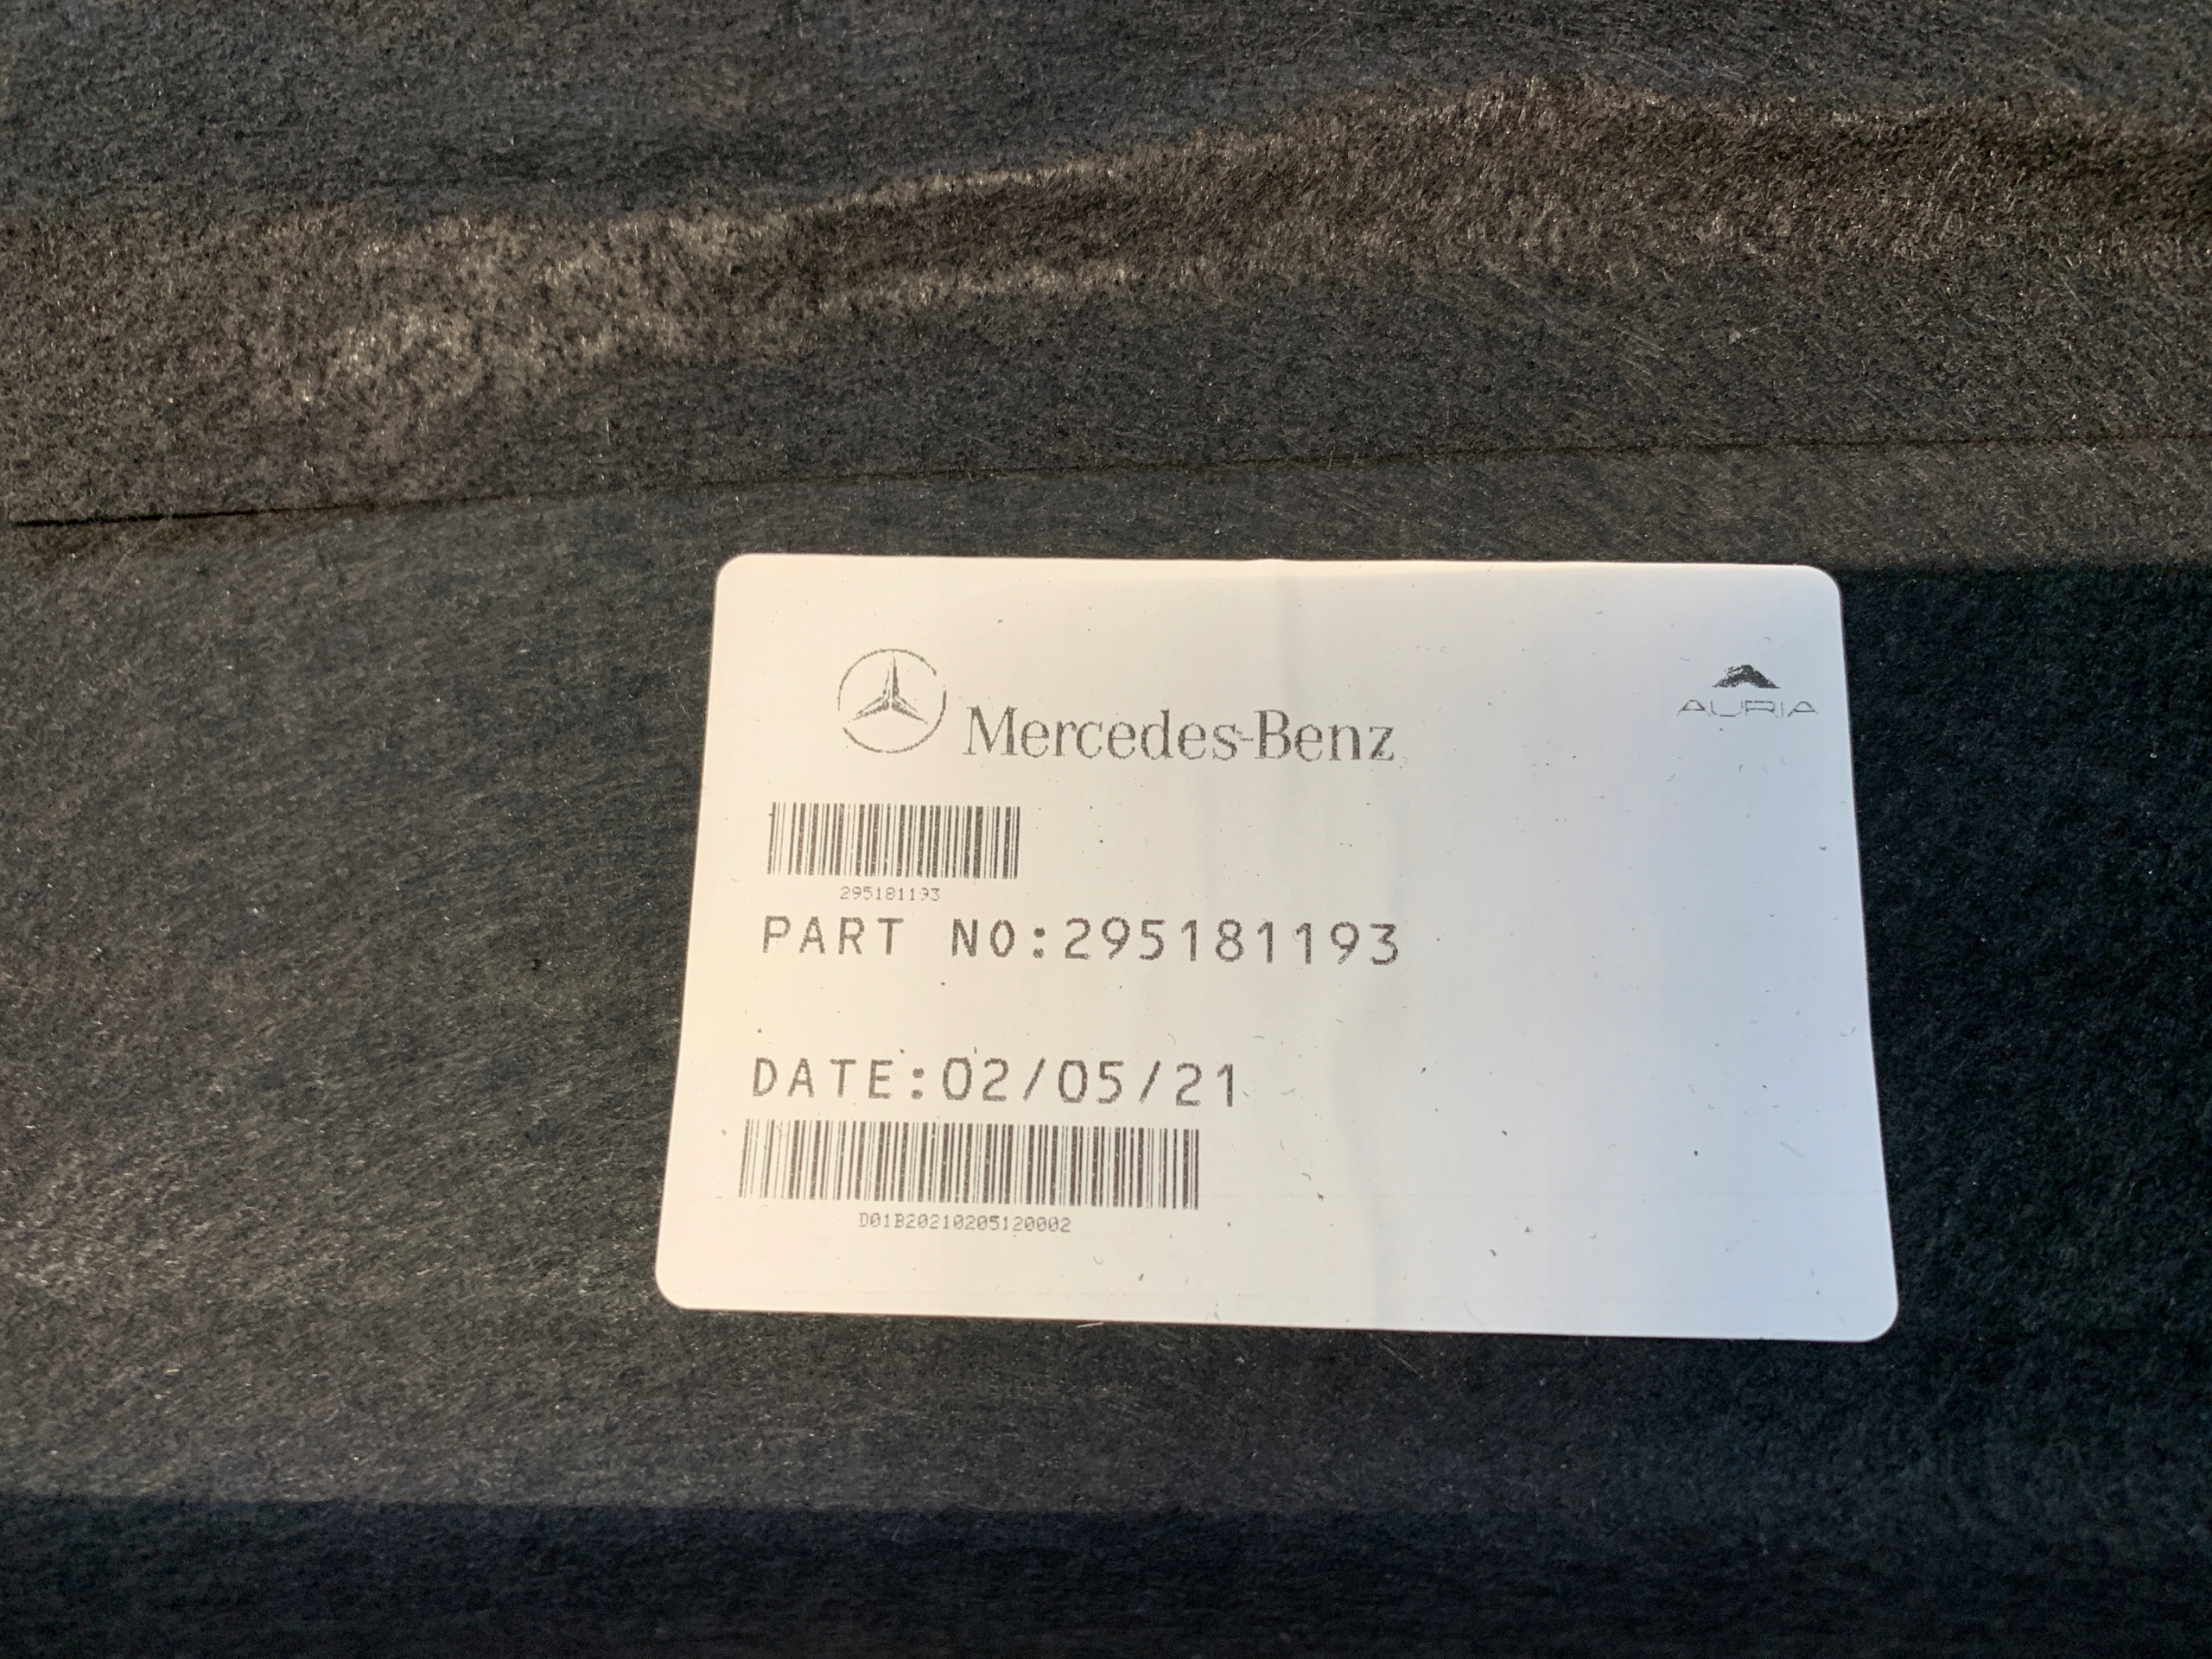 Mercedes-Benz
AURIA
295181193
PART NO:295181193
DATE:02/05/21
D01B20210205120002